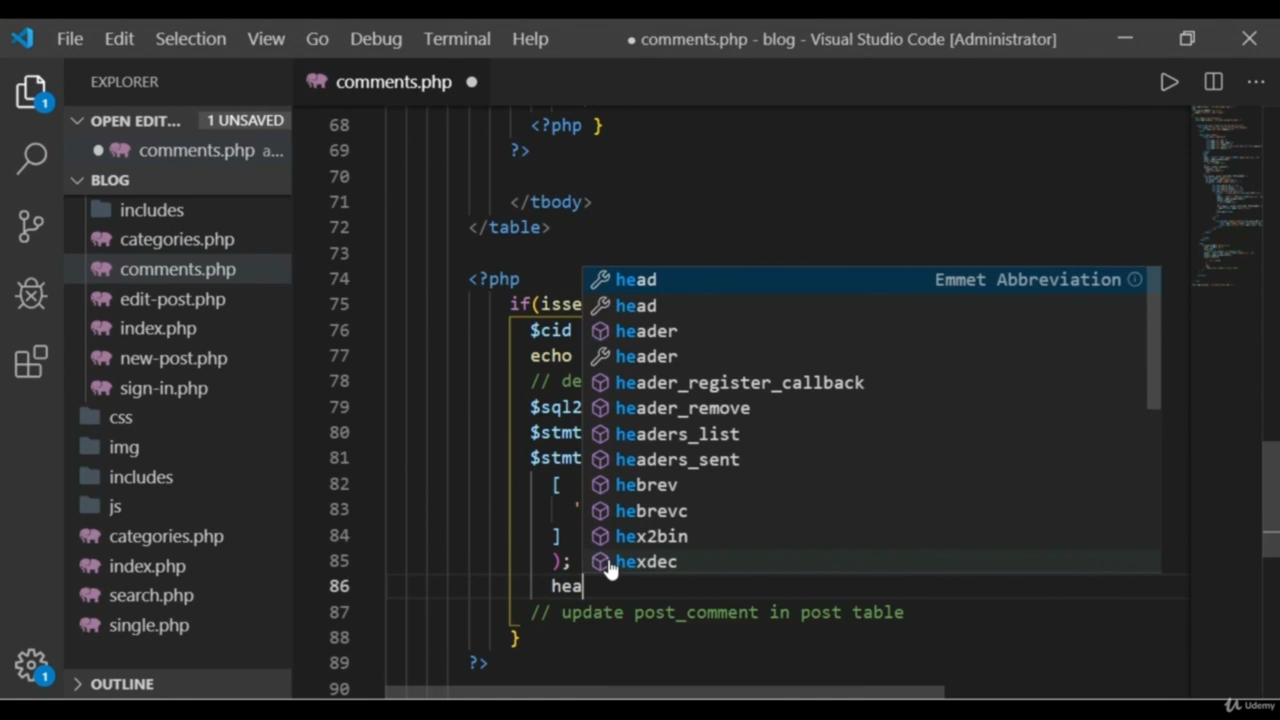 File Edit Selection View Go Debug Terminal Help ● comments.php - blog - Visual Studio Code [Administrator]
EXPLORER
comments.php ●
OPEN EDIT... 1 UNSAVED
● comments.php a...
BLOG
includes
categories.php
comments.php
edit-post.php
index.php
new-post.php
sign-in.php
css
img
includes
js
categories.php
index.php
search.php
single.php
OUTLINE
1
1
68 <?php }
69 ?>
70
71 </tbody>
72 </table>
73
74 <?php
75 if(isse
76 $cid
77 echo
78 // de
79 $sql2
80 $stmt
81 $stmt
82 [
83 '
84 ]
85 );
86 hea
87 // update post_comment in post table
88 }
89 ?>
90
head Emmet Abbreviation
head
header
header
header_register_callback
header_remove
headers_list
headers_sent
hebrev
hebrevc
hex2bin
hexdec
Udemy